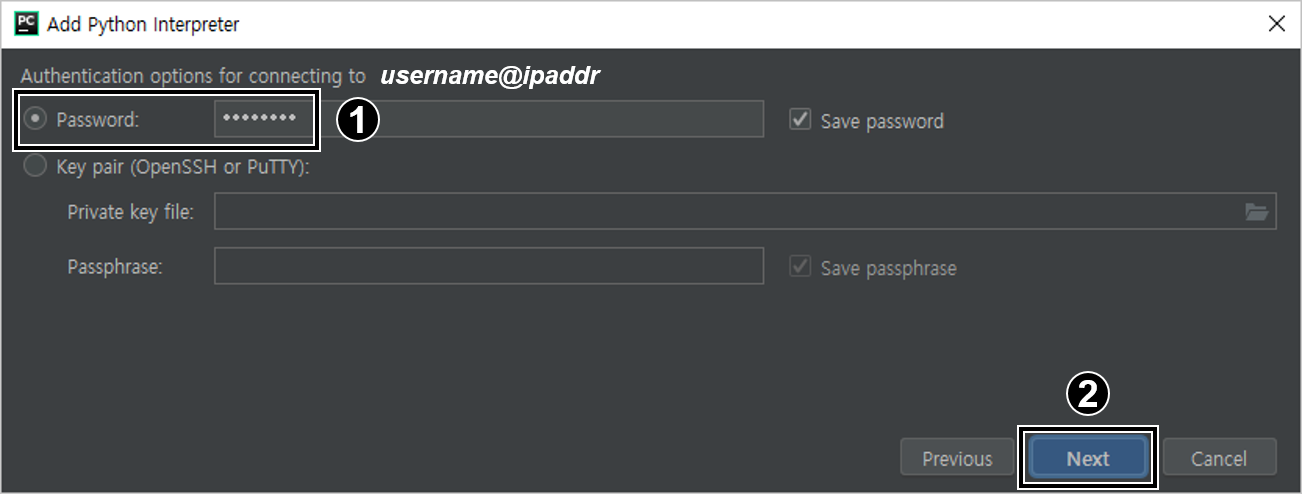 PC Add Python Interpreter
Authentication options for connecting to username@ipaddr
Password: •••••••• 1 Save password
Key pair (OpenSSH or PuTTY):
Private key file:
Passphrase: Save passphrase
2
Previous Next Cancel